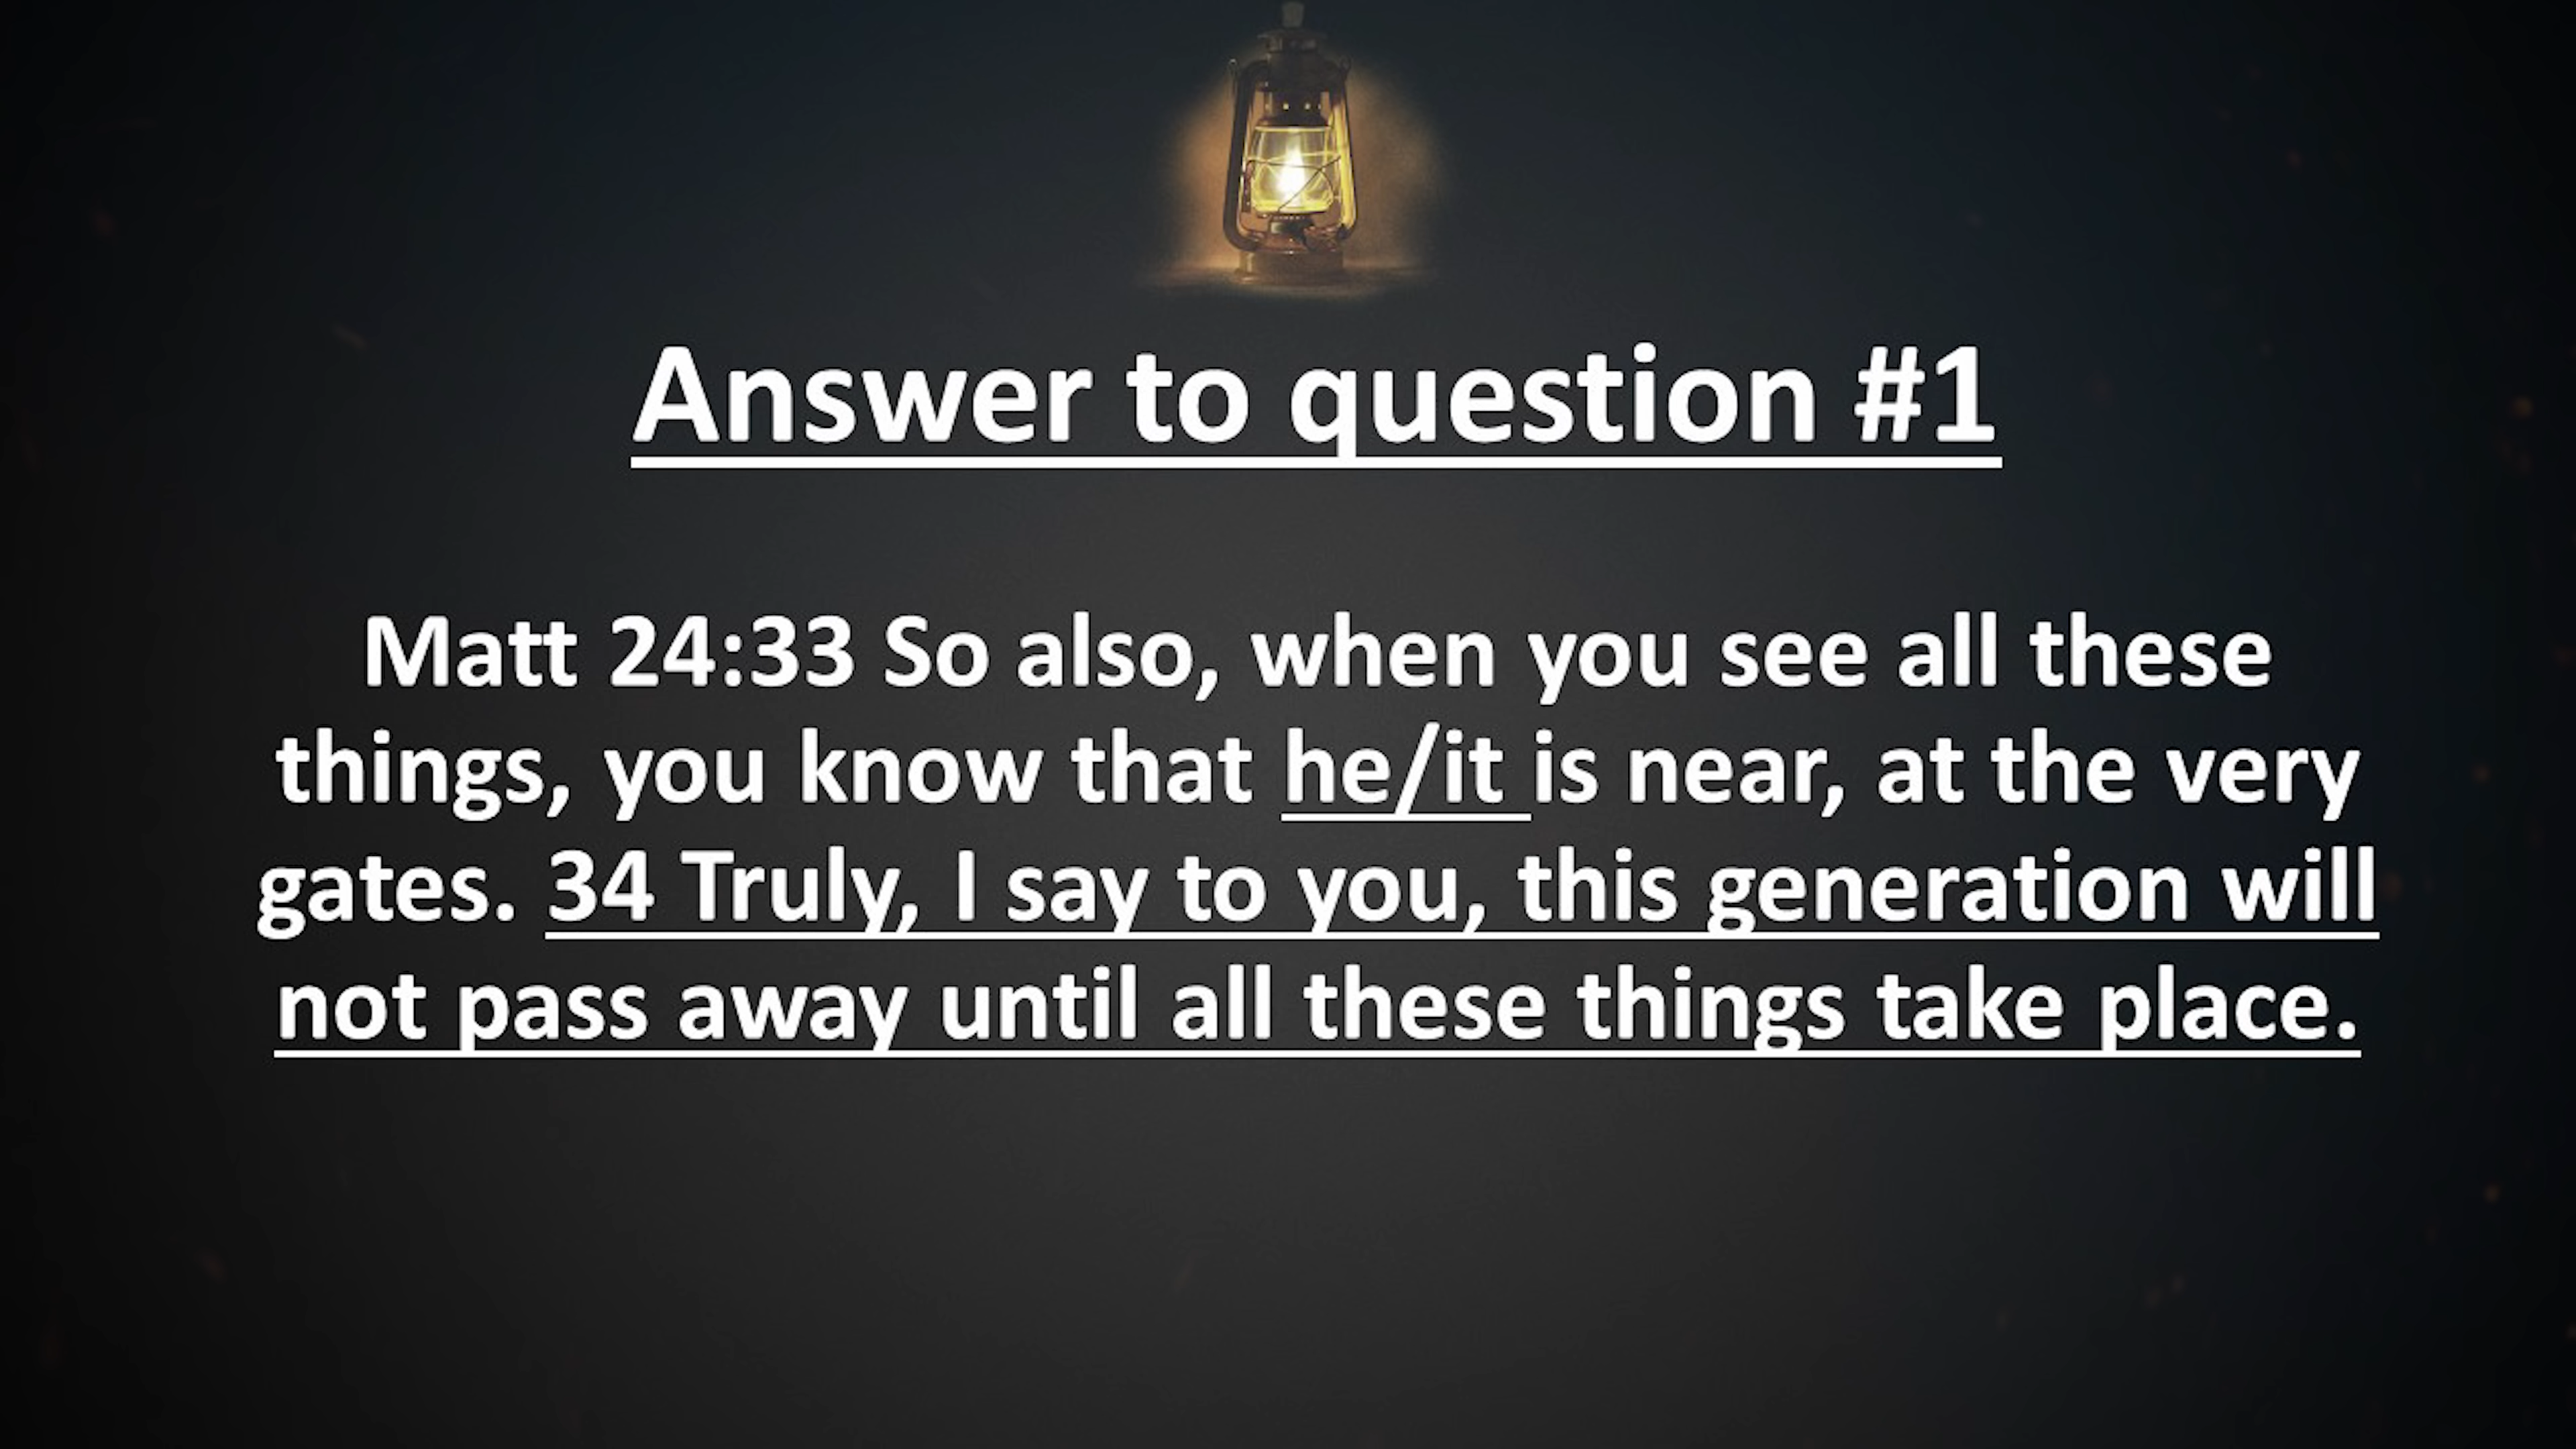 Answer to question #1
Matt 24:33 So also, when you see all these
things, you know that he/it is near, at the very
gates. 34 Truly, I say to you, this generation will
not pass away until all these things take place.